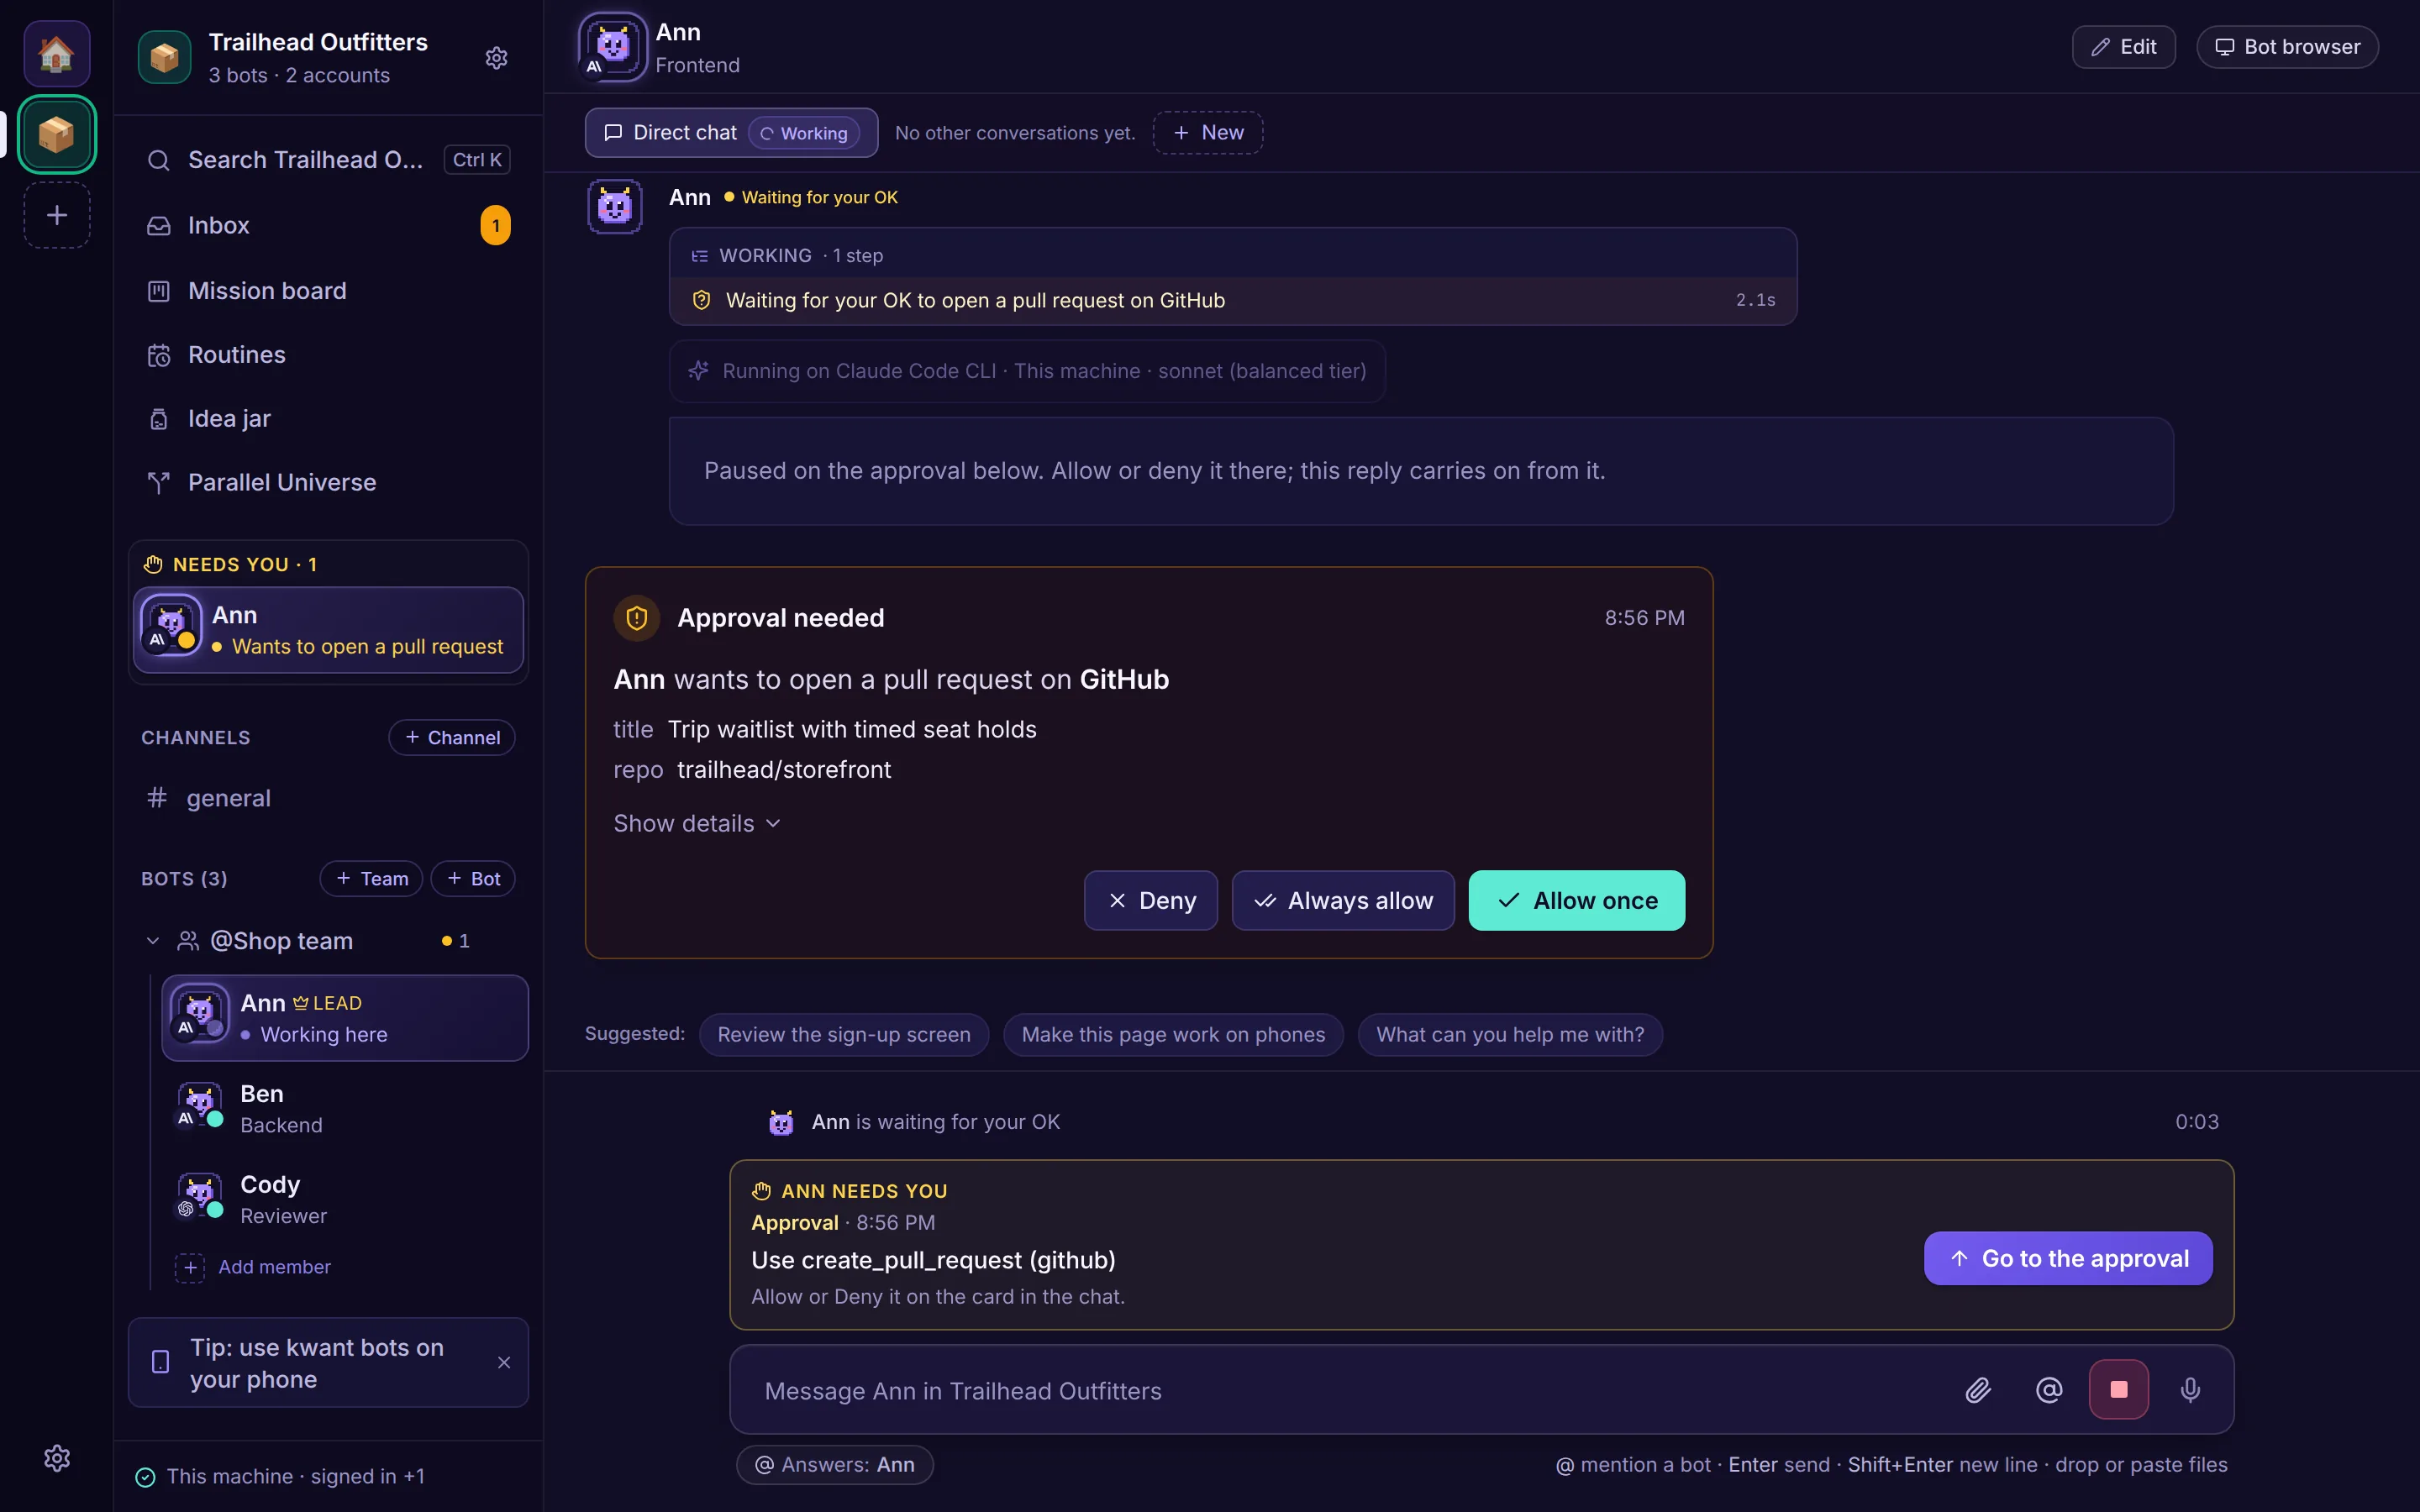 Trailhead Outfitters
3 bots · 2 accounts
Search Trailhead O... Ctrl K
Inbox 1
Mission board
Routines
Idea jar
Parallel Universe
NEEDS YOU · 1
Ann
Wants to open a pull request
CHANNELS + Channel
# general
BOTS (3) + Team + Bot
@Shop team 1
Ann LEAD
Working here
Ben
Backend
Cody
Reviewer
+ Add member
Tip: use kwant bots on
your phone
This machine · signed in +1
Ann
Frontend
Edit
Bot browser
Direct chat Working No other conversations yet. + New
Ann Waiting for your OK
WORKING · 1 step
Waiting for your OK to open a pull request on GitHub 2.1s
Running on Claude Code CLI · This machine · sonnet (balanced tier)
Paused on the approval below. Allow or deny it there; this reply carries on from it.
Approval needed 8:56 PM
Ann wants to open a pull request on GitHub
title Trip waitlist with timed seat holds
repo trailhead/storefront
Show details
Deny Always allow Allow once
Suggested: Review the sign-up screen Make this page work on phones What can you help me with?
Ann is waiting for your OK 0:03
ANN NEEDS YOU
Approval · 8:56 PM
Use create_pull_request (github)
Allow or Deny it on the card in the chat.
Go to the approval
Message Ann in Trailhead Outfitters
@ Answers: Ann
@ mention a bot · Enter send · Shift+Enter new line · drop or paste files